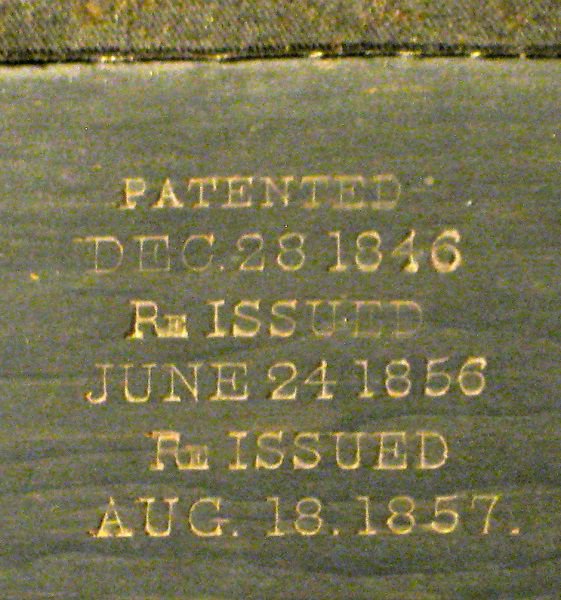 PATENTED
DEC. 28 1846
RE ISSUED
JUNE 24 1856
RE ISSUED
AUG. 18. 1857.